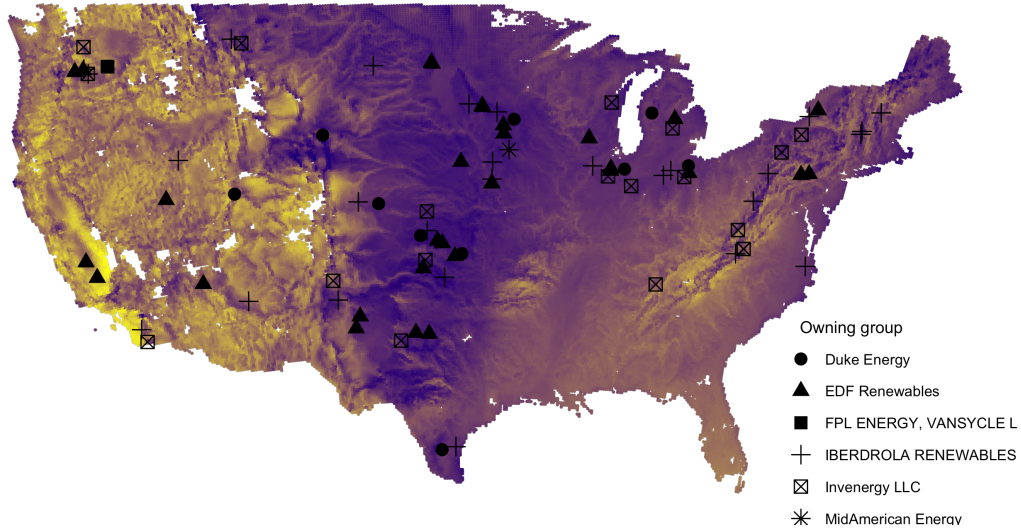 Owning group
Duke Energy
EDF Renewables
FPL ENERGY, VANSYCLE L
IBERDROLA RENEWABLES
Invenergy LLC
MidAmerican Energy